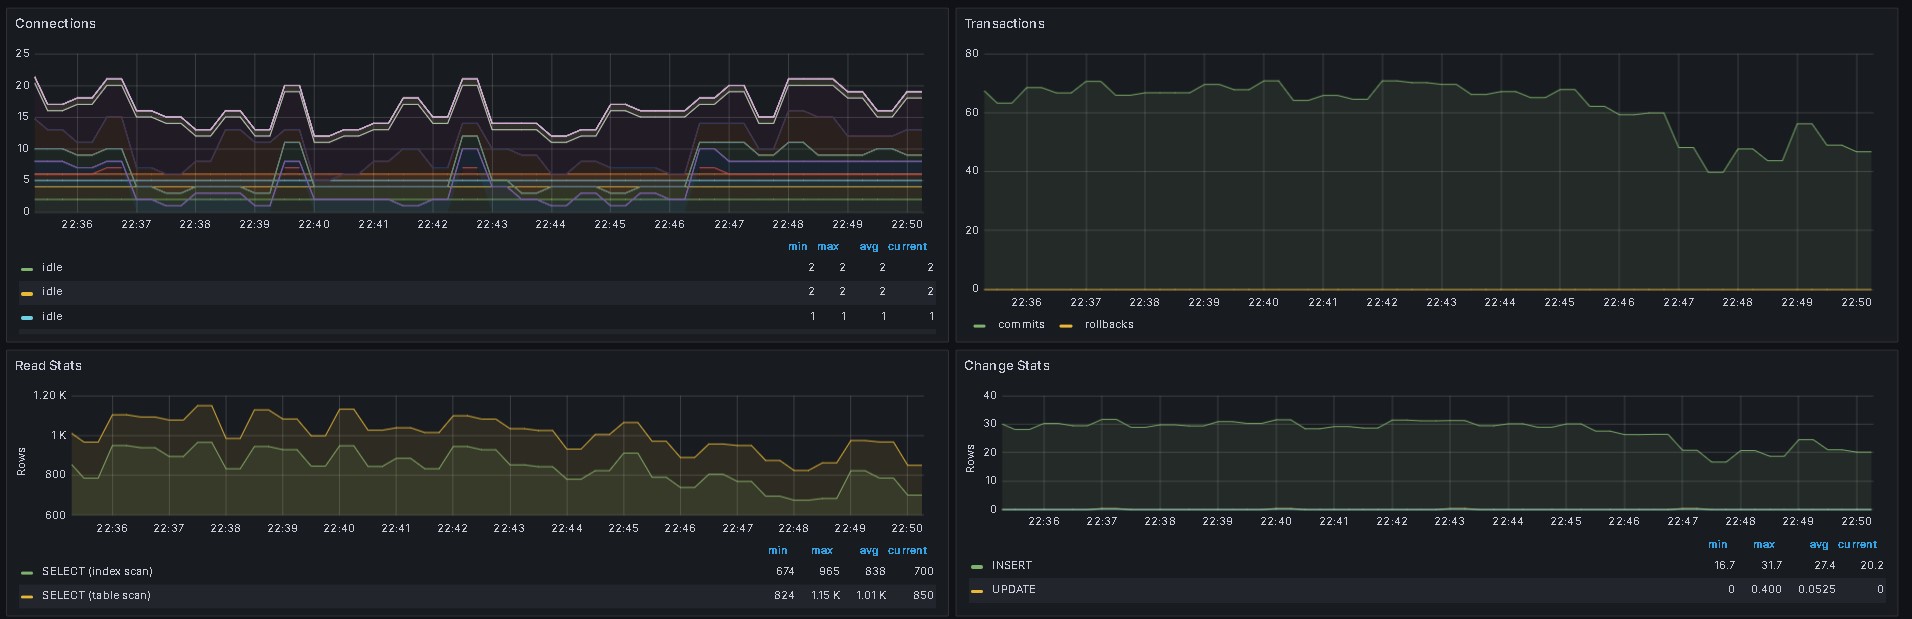 Connections
25
20
15
10
5
0
22:36 22:37 22:38 22:39 22:40 22:41 22:42 22:43 22:44 22:45 22:46 22:47 22:48 22:49 22:50
min max avg current
idle 2 2 2 2
idle 2 2 2 2
idle 1 1 1 1
Transactions
80
60
40
20
0
22:36 22:37 22:38 22:39 22:40 22:41 22:42 22:43 22:44 22:45 22:46 22:47 22:48 22:49 22:50
commits rollbacks
Read Stats
Rows
1.20 K
1 K
800
600
22:36 22:37 22:38 22:39 22:40 22:41 22:42 22:43 22:44 22:45 22:46 22:47 22:48 22:49 22:50
min max avg current
SELECT (index scan) 674 965 838 700
SELECT (table scan) 824 1.15 K 1.01 K 850
Change Stats
Rows
40
30
20
10
0
22:36 22:37 22:38 22:39 22:40 22:41 22:42 22:43 22:44 22:45 22:46 22:47 22:48 22:49 22:50
min max avg current
INSERT 16.7 31.7 27.4 20.2
UPDATE 0 0.400 0.0525 0